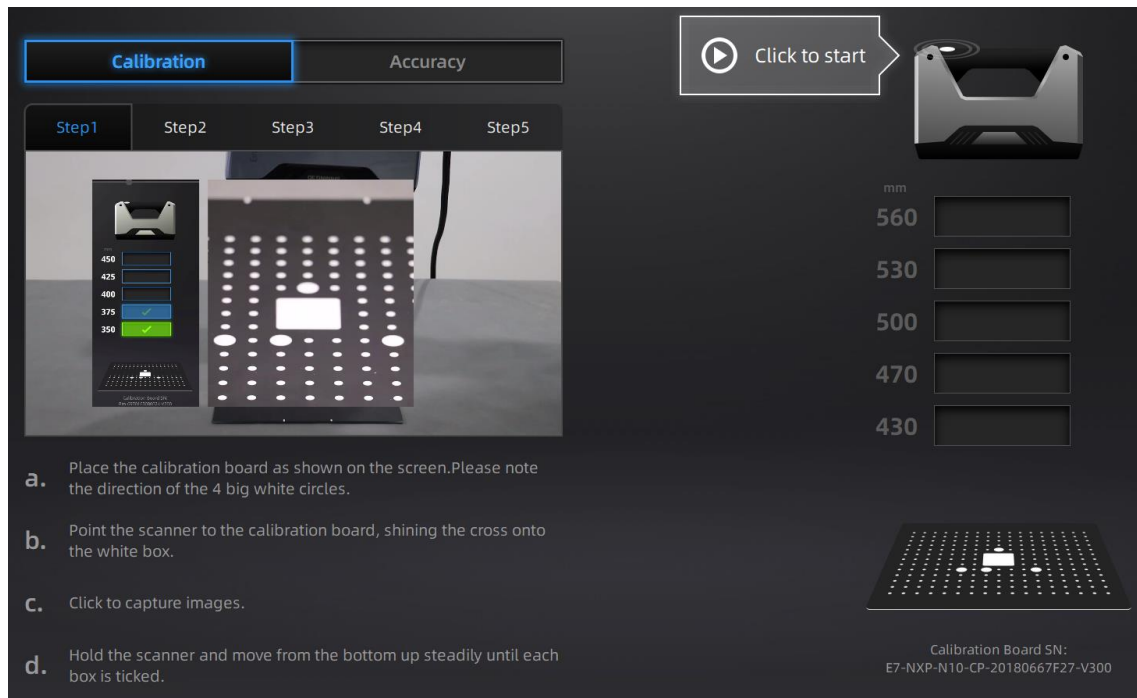 Calibration
Accuracy
Click to start
Step1
Step2
Step3
Step4
Step5
450
425
400
375
350
Calibration Board SN:
mm
560
530
500
470
430
a. Place the calibration board as shown on the screen.Please note
the direction of the 4 big white circles.
b. Point the scanner to the calibration board, shining the cross onto
the white box.
c. Click to capture images.
d. Hold the scanner and move from the bottom up steadily until each
box is ticked.
Calibration Board SN:
E7-NXP-N10-CP-20180667F27-V300